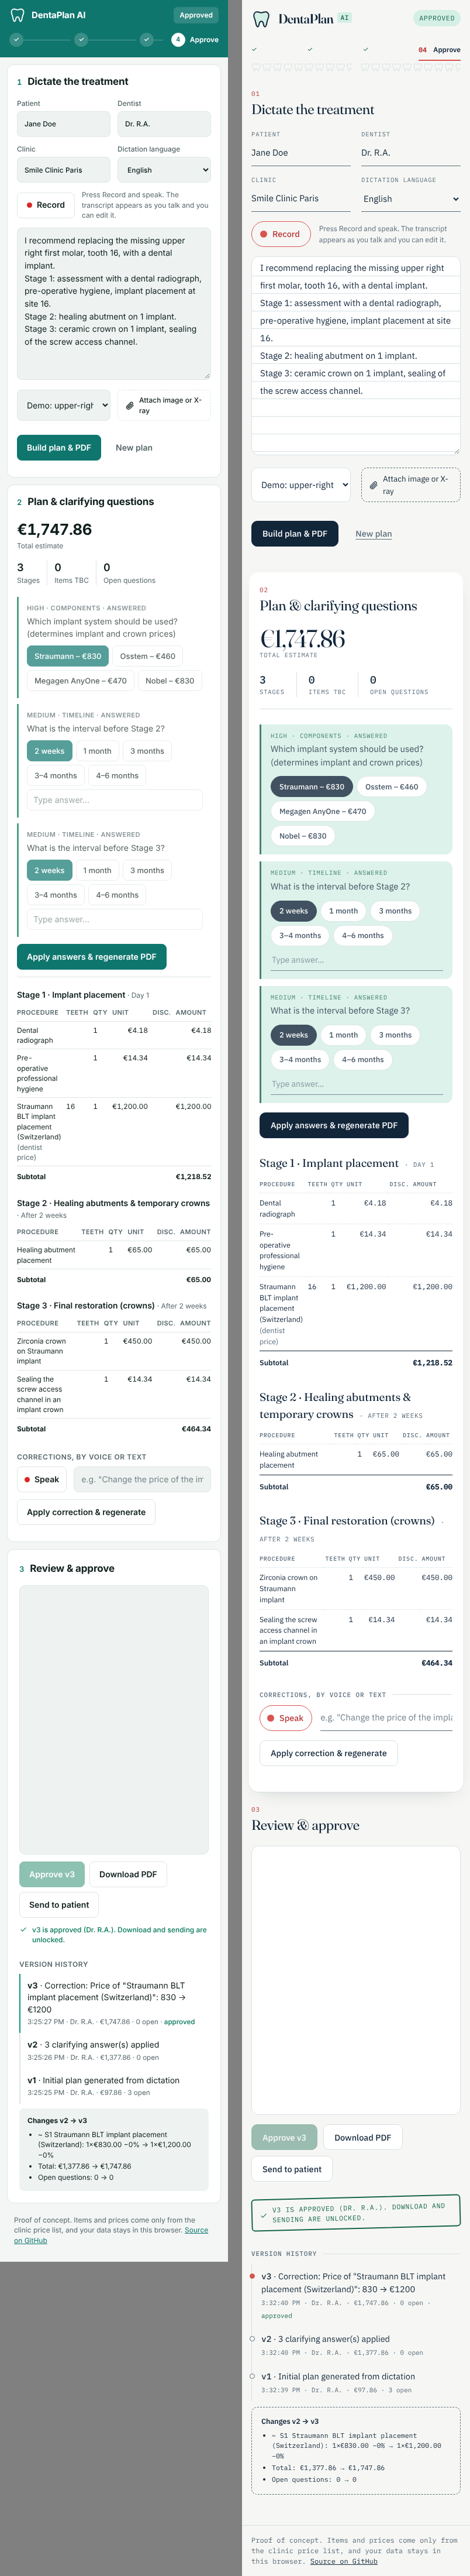 DentaPlan AI
Approved
4 Approve
1 Dictate the treatment
Patient
Dentist
Jane Doe
Dr. R.A.
Clinic
Dictation language
Smile Clinic Paris
English
Record
Press Record and speak. The
transcript appears as you talk and you
can edit it.
I recommend replacing the missing upper
right first molar, tooth 16, with a dental
implant.
Stage 1: assessment with a dental radiograph,
pre-operative hygiene, implant placement at
site 16.
Stage 2: healing abutment on 1 implant.
Stage 3: ceramic crown on 1 implant, sealing
of the screw access channel.
Demo: upper-righ
Attach image or X-
ray
Build plan & PDF
New plan
2 Plan & clarifying questions
€1,747.86
Total estimate
3
0
0
Stages
Items TBC
Open questions
HIGH · COMPONENTS · ANSWERED
Which implant system should be used?
(determines implant and crown prices)
Straumann – €830
Osstem – €460
Megagen AnyOne – €470
Nobel – €830
MEDIUM · TIMELINE · ANSWERED
What is the interval before Stage 2?
2 weeks
1 month
3 months
3–4 months
4–6 months
Type answer...
MEDIUM · TIMELINE · ANSWERED
What is the interval before Stage 3?
2 weeks
1 month
3 months
3–4 months
4–6 months
Type answer...
Apply answers & regenerate PDF
Stage 1 · Implant placement · Day 1
PROCEDURE TEETH QTY UNIT DISC. AMOUNT
Dental
radiograph
1 €4.18 €4.18
Pre-
operative
professional
hygiene
1 €14.34 €14.34
Straumann
BLT implant
placement
(Switzerland)
(dentist
price)
16 1 €1,200.00 €1,200.00
Subtotal €1,218.52
Stage 2 · Healing abutments & temporary crowns
· After 2 weeks
PROCEDURE TEETH QTY UNIT DISC. AMOUNT
Healing abutment
placement
1 €65.00 €65.00
Subtotal €65.00
Stage 3 · Final restoration (crowns) · After 2 weeks
PROCEDURE TEETH QTY UNIT DISC. AMOUNT
Zirconia crown
on Straumann
implant
1 €450.00 €450.00
Sealing the
screw access
channel in an
implant crown
1 €14.34 €14.34
Subtotal €464.34
CORRECTIONS, BY VOICE OR TEXT
Speak
e.g. "Change the price of the im
Apply correction & regenerate
3 Review & approve
Approve v3
Download PDF
Send to patient
v3 is approved (Dr. R.A.). Download and sending are
unlocked.
VERSION HISTORY
v3 · Correction: Price of "Straumann BLT
implant placement (Switzerland)": 830 →
€1200
3:25:27 PM · Dr. R.A. · €1,747.86 · 0 open · approved
v2 · 3 clarifying answer(s) applied
3:25:26 PM · Dr. R.A. · €1,377.86 · 0 open
v1 · Initial plan generated from dictation
3:25:25 PM · Dr. R.A. · €97.86 · 3 open
Changes v2 → v3
• ~ S1 Straumann BLT implant placement
(Switzerland): 1×€830.00 −0% → 1×€1,200.00
−0%
• Total: €1,377.86 → €1,747.86
• Open questions: 0 → 0
Proof of concept. Items and prices come only from the
clinic price list, and your data stays in this browser. Source
on GitHub
DentaPlan AI
APPROVED
04 Approve
01
Dictate the treatment
PATIENT
DENTIST
Jane Doe
Dr. R.A.
CLINIC
DICTATION LANGUAGE
Smile Clinic Paris
English
Record
Press Record and speak. The transcript
appears as you talk and you can edit it.
I recommend replacing the missing upper right
first molar, tooth 16, with a dental implant.
Stage 1: assessment with a dental radiograph,
pre-operative hygiene, implant placement at site
16.
Stage 2: healing abutment on 1 implant.
Stage 3: ceramic crown on 1 implant, sealing of
the screw access channel.
Demo: upper-right
Attach image or X-
ray
Build plan & PDF
New plan
02
Plan & clarifying questions
€1,747.86
TOTAL ESTIMATE
3
0
0
STAGES
ITEMS TBC
OPEN QUESTIONS
HIGH · COMPONENTS · ANSWERED
Which implant system should be used?
(determines implant and crown prices)
Straumann – €830
Osstem – €460
Megagen AnyOne – €470
Nobel – €830
MEDIUM · TIMELINE · ANSWERED
What is the interval before Stage 2?
2 weeks
1 month
3 months
3–4 months
4–6 months
Type answer...
MEDIUM · TIMELINE · ANSWERED
What is the interval before Stage 3?
2 weeks
1 month
3 months
3–4 months
4–6 months
Type answer...
Apply answers & regenerate PDF
Stage 1 · Implant placement · DAY 1
PROCEDURE TEETH QTY UNIT DISC. AMOUNT
Dental
radiograph
1 €4.18 €4.18
Pre-
operative
professional
hygiene
1 €14.34 €14.34
Straumann
BLT implant
placement
(Switzerland)
(dentist
price)
16 1 €1,200.00 €1,200.00
Subtotal €1,218.52
Stage 2 · Healing abutments &
temporary crowns · AFTER 2 WEEKS
PROCEDURE TEETH QTY UNIT DISC. AMOUNT
Healing abutment
placement
1 €65.00 €65.00
Subtotal €65.00
Stage 3 · Final restoration (crowns) ·
AFTER 2 WEEKS
PROCEDURE TEETH QTY UNIT DISC. AMOUNT
Zirconia crown on
Straumann
implant
1 €450.00 €450.00
Sealing the screw
access channel in
an implant crown
1 €14.34 €14.34
Subtotal €464.34
CORRECTIONS, BY VOICE OR TEXT
Speak
e.g. "Change the price of the impla
Apply correction & regenerate
03
Review & approve
Approve v3
Download PDF
Send to patient
V3 IS APPROVED (DR. R.A.). DOWNLOAD AND
SENDING ARE UNLOCKED.
VERSION HISTORY
v3 · Correction: Price of "Straumann BLT implant
placement (Switzerland)": 830 → €1200
3:32:40 PM · Dr. R.A. · €1,747.86 · 0 open ·
approved
v2 · 3 clarifying answer(s) applied
3:32:40 PM · Dr. R.A. · €1,377.86 · 0 open
v1 · Initial plan generated from dictation
3:32:39 PM · Dr. R.A. · €97.86 · 3 open
Changes v2 → v3
• ~ S1 Straumann BLT implant placement
(Switzerland): 1×€830.00 −0% → 1×€1,200.00
−0%
• Total: €1,377.86 → €1,747.86
• Open questions: 0 → 0
Proof of concept. Items and prices come only from
the clinic price list, and your data stays in
this browser. Source on GitHub